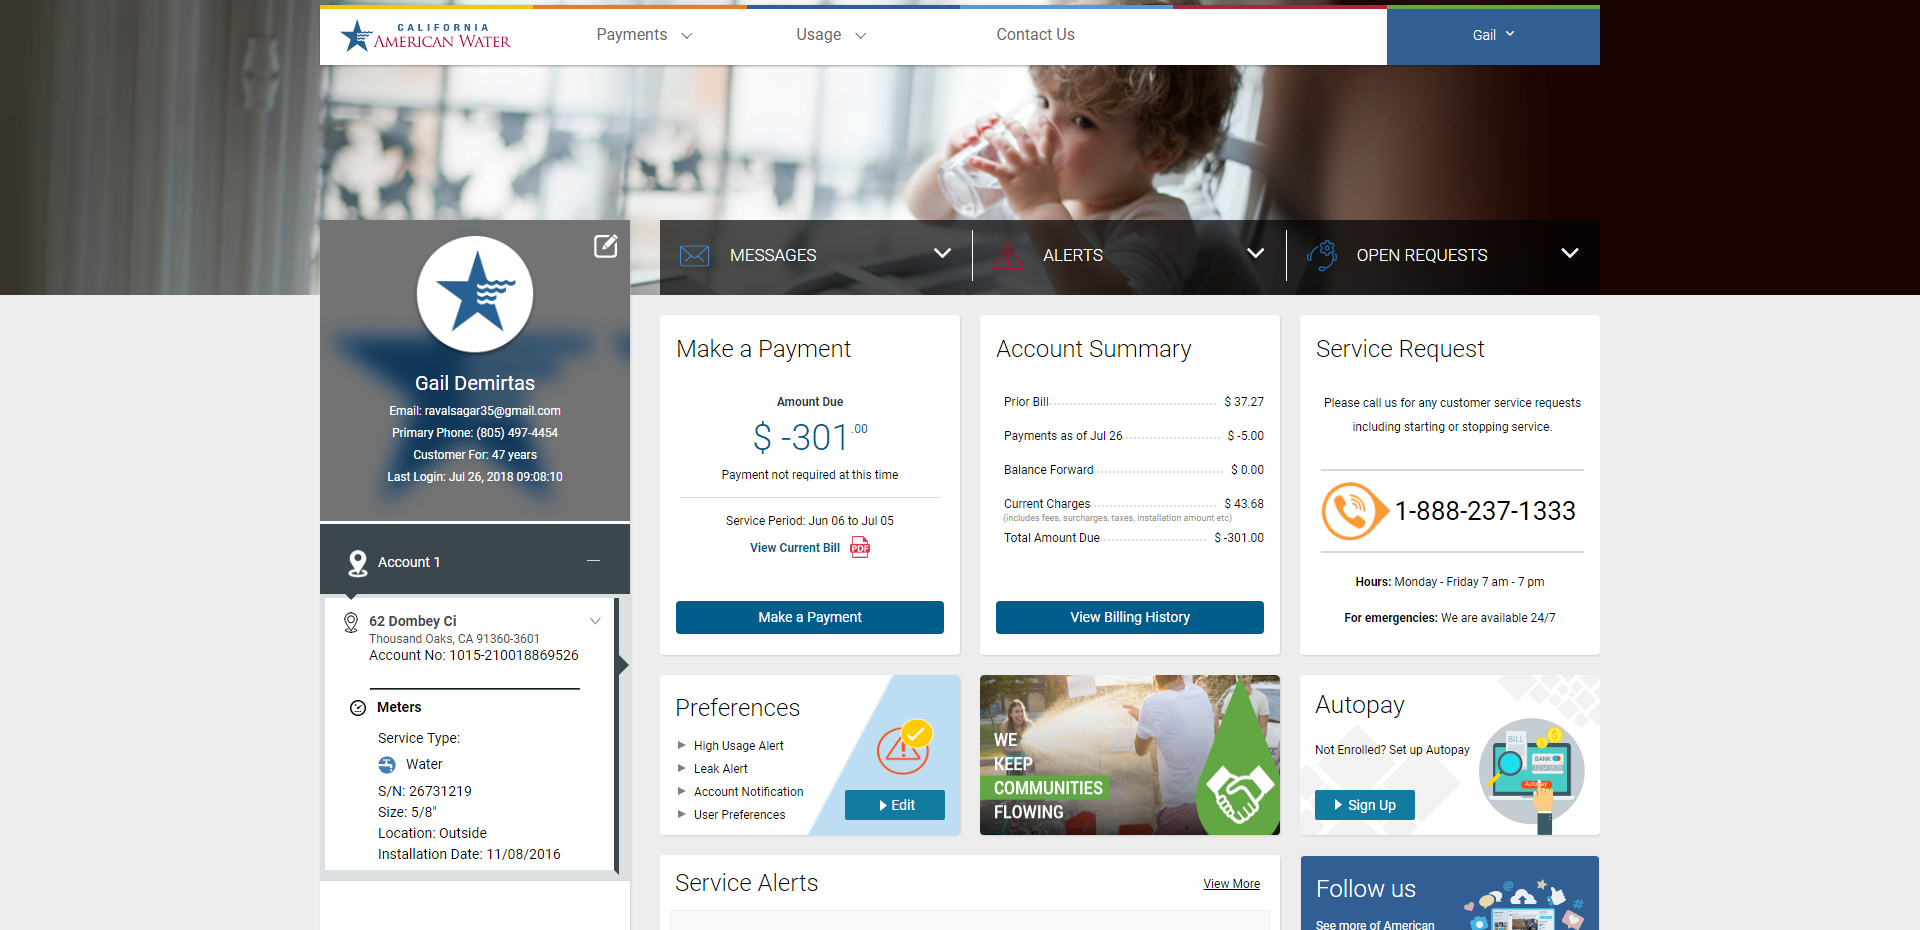 CALIFORNIA
AMERICAN WATER
Payments
Usage
Contact Us
Gail
MESSAGES
ALERTS
OPEN REQUESTS
Gail Demirtas
Email: ravalsagar35@gmail.com
Primary Phone: (805) 497-4454
Customer For: 47 years
Last Login: Jul 26, 2018 09:08:10
Account 1
62 Dombey Ci
Thousand Oaks, CA 91360-3601
Account No: 1015-210018869526
Meters
Service Type:
Water
S/N: 26731219
Size: 5/8"
Location: Outside
Installation Date: 11/08/2016
Make a Payment
Amount Due
$ -301.00
Payment not required at this time
Service Period: Jun 06 to Jul 05
View Current Bill PDF
Make a Payment
Account Summary
Prior Bill $ 37.27
Payments as of Jul 26 $ -5.00
Balance Forward $ 0.00
Current Charges $ 43.68
(includes fees, surcharges, taxes, installation amount etc)
Total Amount Due $ -301.00
View Billing History
Service Request
Please call us for any customer service requests
including starting or stopping service.
1-888-237-1333
Hours: Monday - Friday 7 am - 7 pm
For emergencies: We are available 24/7
Preferences
High Usage Alert
Leak Alert
Account Notification
User Preferences
Edit
WE
KEEP
COMMUNITIES
FLOWING
Autopay
Not Enrolled? Set up Autopay
Sign Up
BILL
BANK
Autopay
Service Alerts
View More
Follow us
See more of American